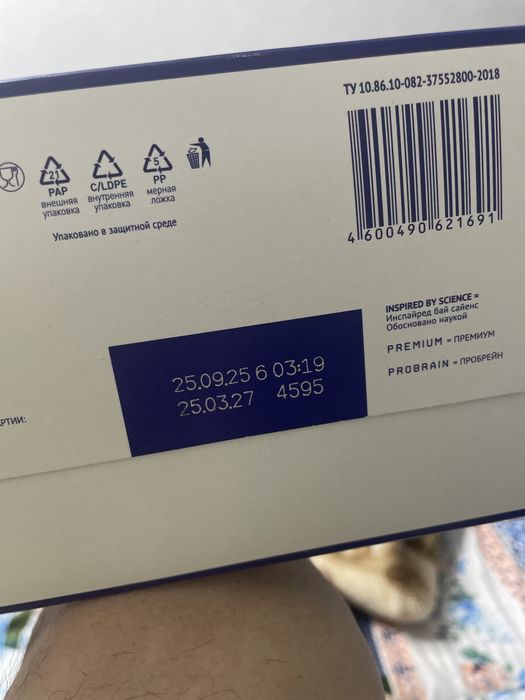 ТУ 10.86.10-082-37552800-2018
4 600490 621691
21
PAP
внешняя
упаковка
C/LDPE
внутренняя
упаковка
5
PP
мерная
ложка
Упаковано в защитной среде
INSPIRED BY SCIENCE =
Инспайред бай сайенс
Обосновано наукой
PREMIUM = ПРЕМИУМ
PROBRAIN = ПРОБРЕЙН
25.09.25 6 03:19
25.03.27 4595